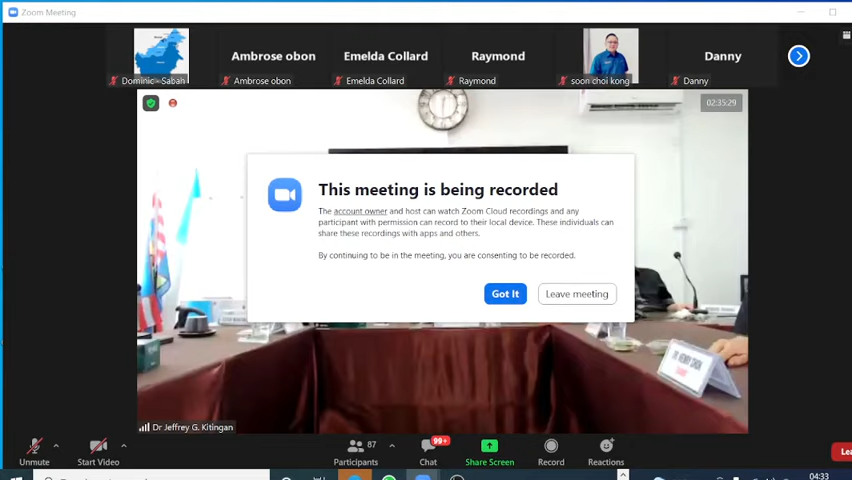 Zoom Meeting
Ambrose obon
Emelda Collard
Raymond
Danny
Dominic - Sabah
Ambrose obon
Emelda Collard
Raymond
soon choi kong
Danny
02:35:29
This meeting is being recorded
The account owner and host can watch Zoom Cloud recordings and any
participant with permission can record to their local device. These individuals can
share these recordings with apps and others.
By continuing to be in the meeting, you are consenting to be recorded.
Got It
Leave meeting
Dr Jeffrey G. Kitingan
87
99+
Unmute
Start Video
Participants
Chat
Share Screen
Record
Reactions
Lea
04:33